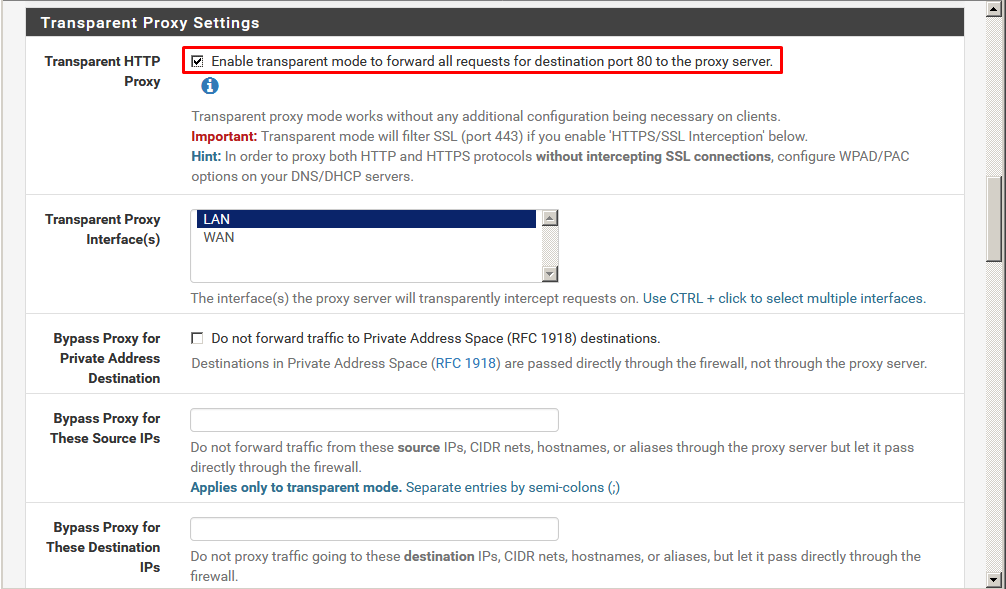 Transparent Proxy Settings
Transparent HTTP
Proxy
Enable transparent mode to forward all requests for destination port 80 to the proxy server.
Transparent proxy mode works without any additional configuration being necessary on clients.
Important: Transparent mode will filter SSL (port 443) if you enable 'HTTPS/SSL Interception' below.
Hint: In order to proxy both HTTP and HTTPS protocols without intercepting SSL connections, configure WPAD/PAC
options on your DNS/DHCP servers.
Transparent Proxy
Interface(s)
LAN
WAN
The interface(s) the proxy server will transparently intercept requests on. Use CTRL + click to select multiple interfaces.
Bypass Proxy for
Private Address
Destination
Do not forward traffic to Private Address Space (RFC 1918) destinations.
Destinations in Private Address Space (RFC 1918) are passed directly through the firewall, not through the proxy server.
Bypass Proxy for
These Source IPs
Do not forward traffic from these source IPs, CIDR nets, hostnames, or aliases through the proxy server but let it pass
directly through the firewall.
Applies only to transparent mode. Separate entries by semi-colons (;)
Bypass Proxy for
These Destination
IPs
Do not proxy traffic going to these destination IPs, CIDR nets, hostnames, or aliases, but let it pass directly through the
firewall.